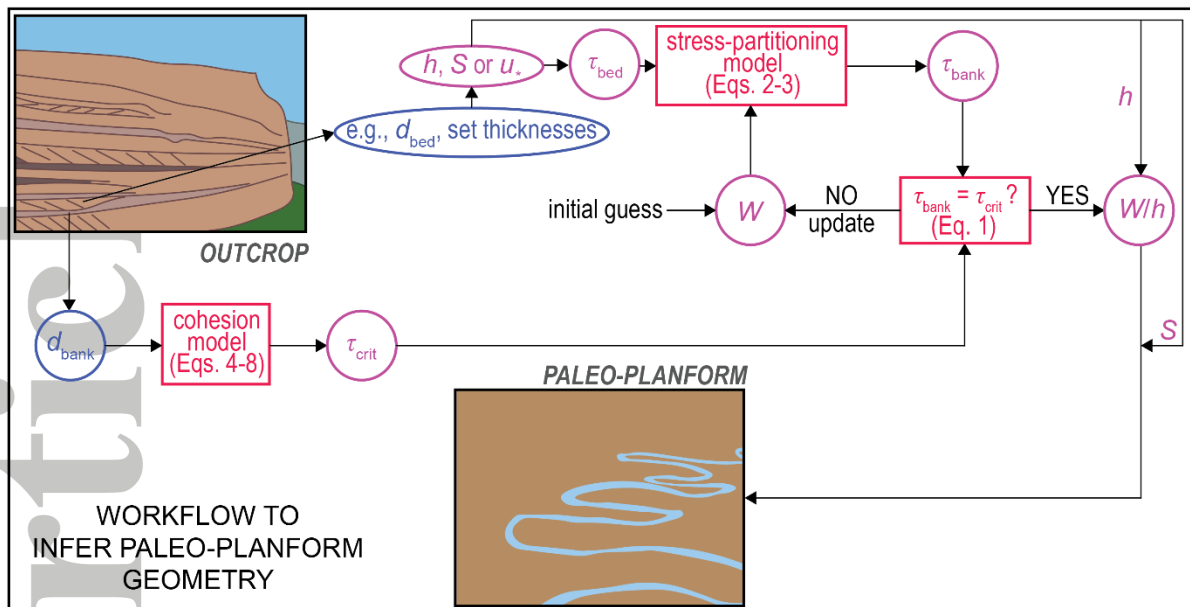 h, S or u*
τbed
stress-partitioning
model
(Eqs. 2-3)
τbank
h
e.g., dbed, set thicknesses
initial guess
W
NO
update
τbank = τcrit ?
(Eq. 1)
YES
W/h
OUTCROP
dbank
cohesion
model
(Eqs. 4-8)
τcrit
S
PALEO-PLANFORM
WORKFLOW TO
INFER PALEO-PLANFORM
GEOMETRY
rticl